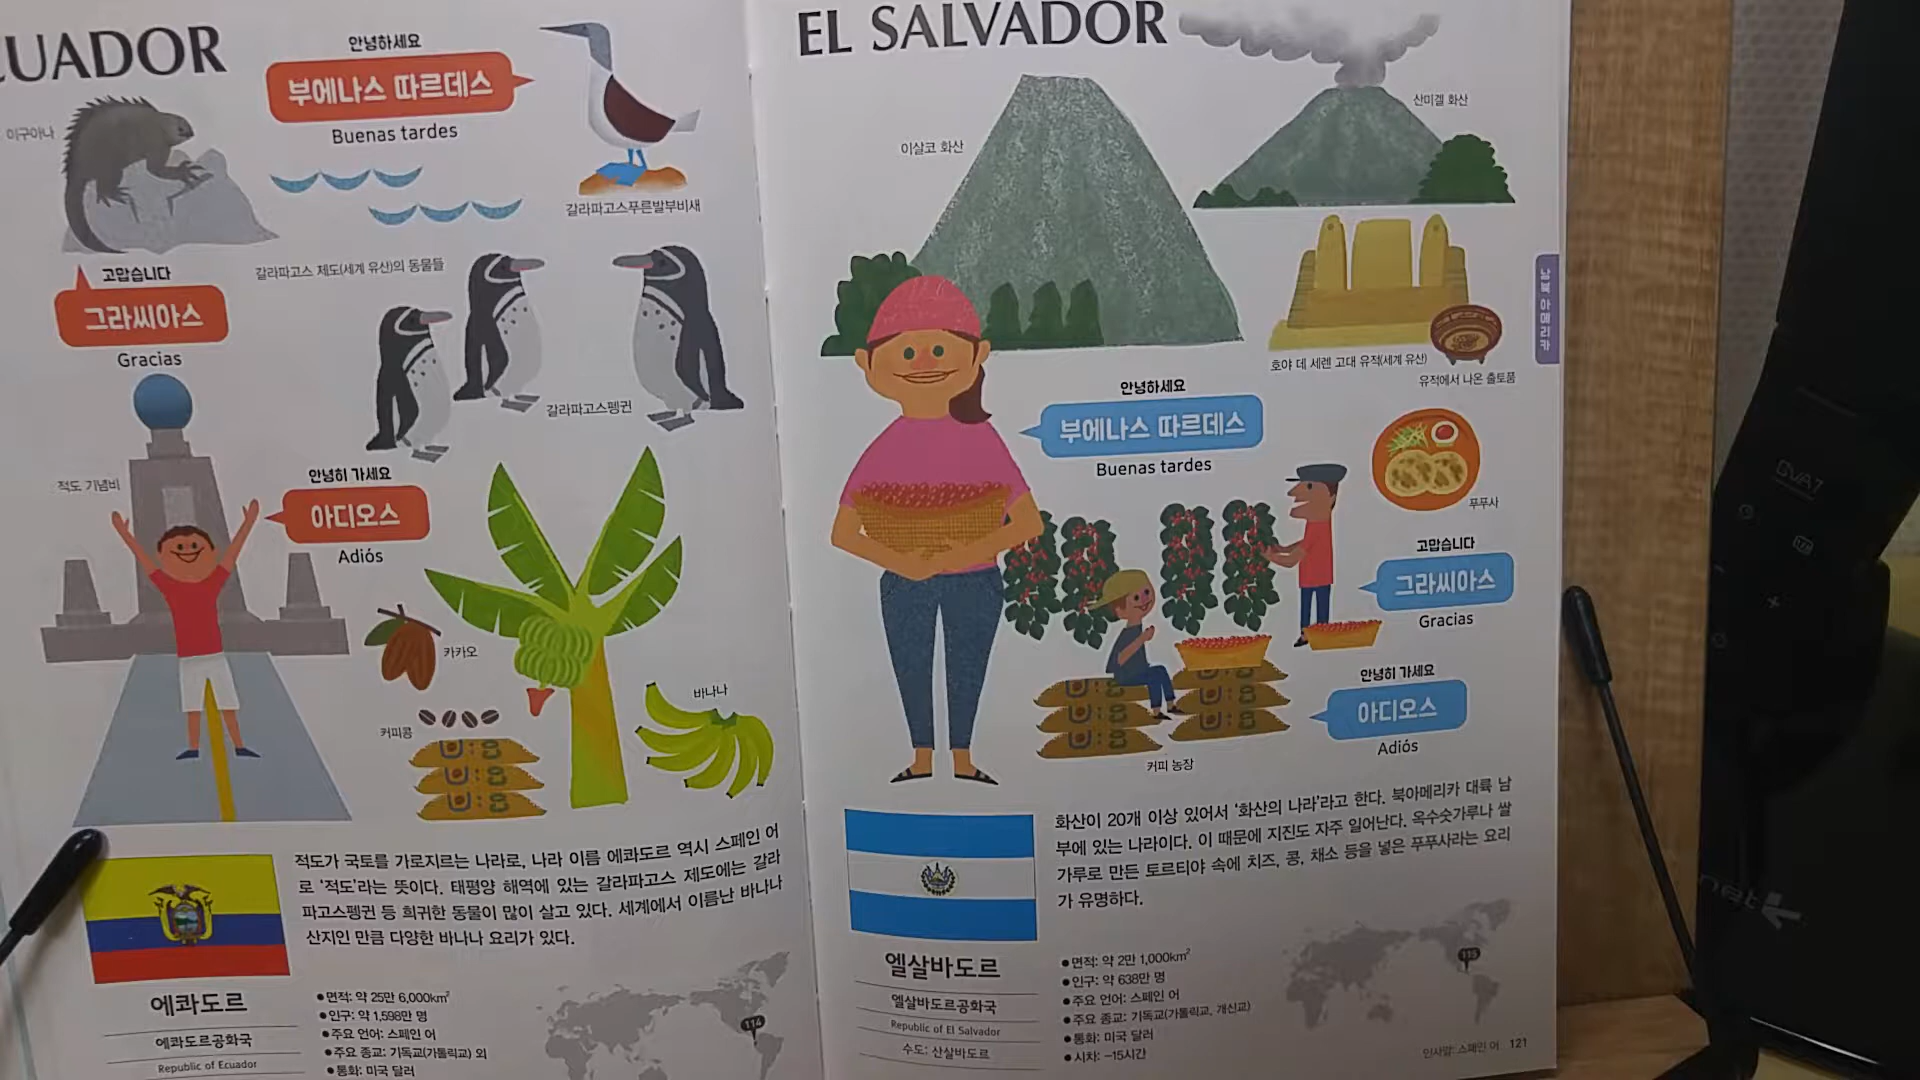 CUADOR
안녕하세요
부에나스 따르데스
Buenas tardes
이구아나
갈라파고스푸른발부비새
고맙습니다
그라씨아스
Gracias
갈라파고스 제도(세계 유산)의 동물들
갈라파고스펭귄
적도 기념비
안녕히 가세요
아디오스
Adiós
카카오
커피콩
바나나
적도가 국토를 가로지르는 나라로, 나라 이름 에콰도르 역시 스페인 어
로 '적도'라는 뜻이다. 태평양 해역에 있는 갈라파고스 제도에는 갈라
파고스펭귄 등 희귀한 동물이 많이 살고 있다. 세계에서 이름난 바나나
산지인 만큼 다양한 바나나 요리가 있다.
에콰도르
에콰도르공화국
Republic of Ecuador
●면적: 약 25만 6,000km²
●인구: 약 1,598만 명
●주요 언어: 스페인 어
●주요 종교: 기독교(가톨릭교) 외
●통화: 미국 달러
114
EL SALVADOR
이살코 화산
산미겔 화산
호야 데 세렌 고대 유적(세계 유산)
유적에서 나온 출토품
남북 아메리카
안녕하세요
부에나스 따르데스
Buenas tardes
푸푸사
고맙습니다
그라씨아스
Gracias
안녕히 가세요
아디오스
Adiós
커피 농장
화산이 20개 이상 있어서 '화산의 나라'라고 한다. 북아메리카 대륙 남
부에 있는 나라이다. 이 때문에 지진도 자주 일어난다. 옥수숫가루나 쌀
가루로 만든 토르티야 속에 치즈, 콩, 채소 등을 넣은 푸푸사라는 요리
가 유명하다.
엘살바도르
엘살바도르공화국
Republic of El Salvador
수도: 산살바도르
●면적: 약 2만 1,000km²
●인구: 약 638만 명
●주요 언어: 스페인 어
●주요 종교: 기독교(가톨릭교, 개신교)
●통화: 미국 달러
●시차: –15시간
115
인사말: 스페인 어 121